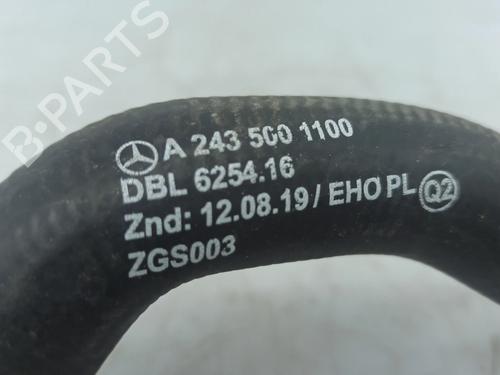 B-PARTS
A 243 500 1100
DBL 6254.16
Znd: 12.08.19/ EHO PL Q2
ZGS003